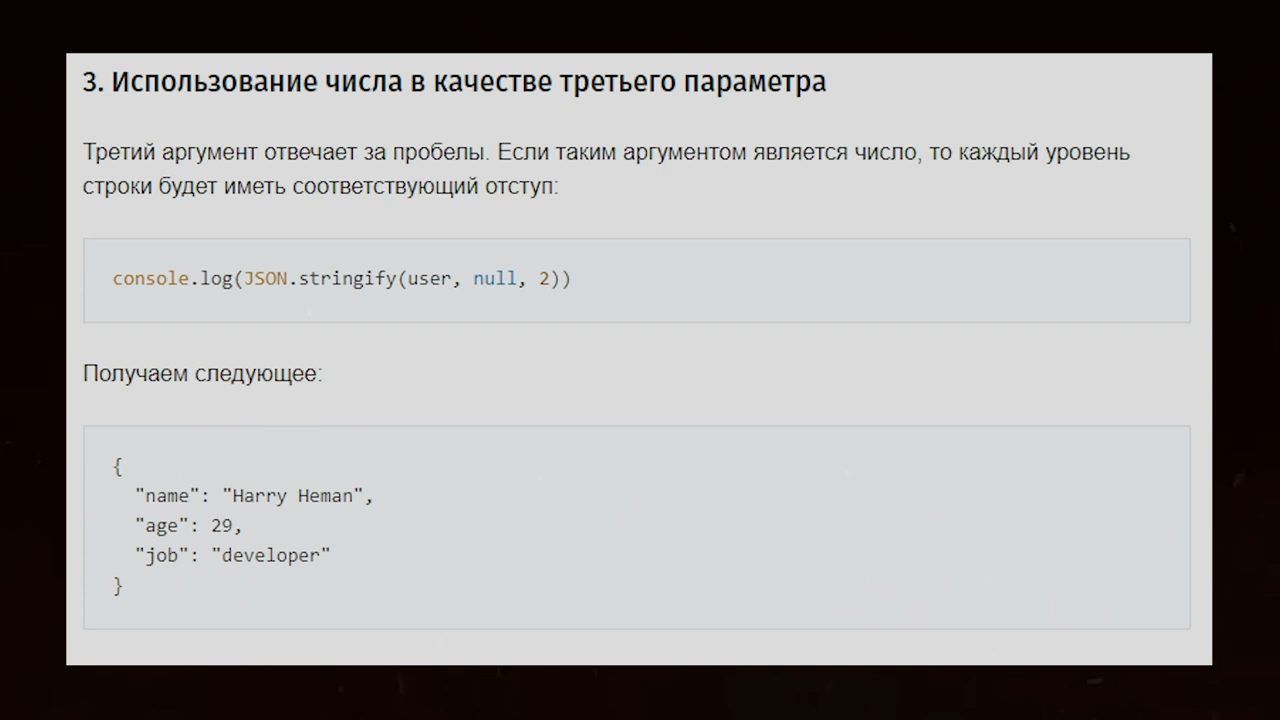 3. Использование числа в качестве третьего параметра
Третий аргумент отвечает за пробелы. Если таким аргументом является число, то каждый уровень
строки будет иметь соответствующий отступ:
console.log(JSON.stringify(user, null, 2))
Получаем следующее:
{
  "name": "Harry Heman",
  "age": 29,
  "job": "developer"
}